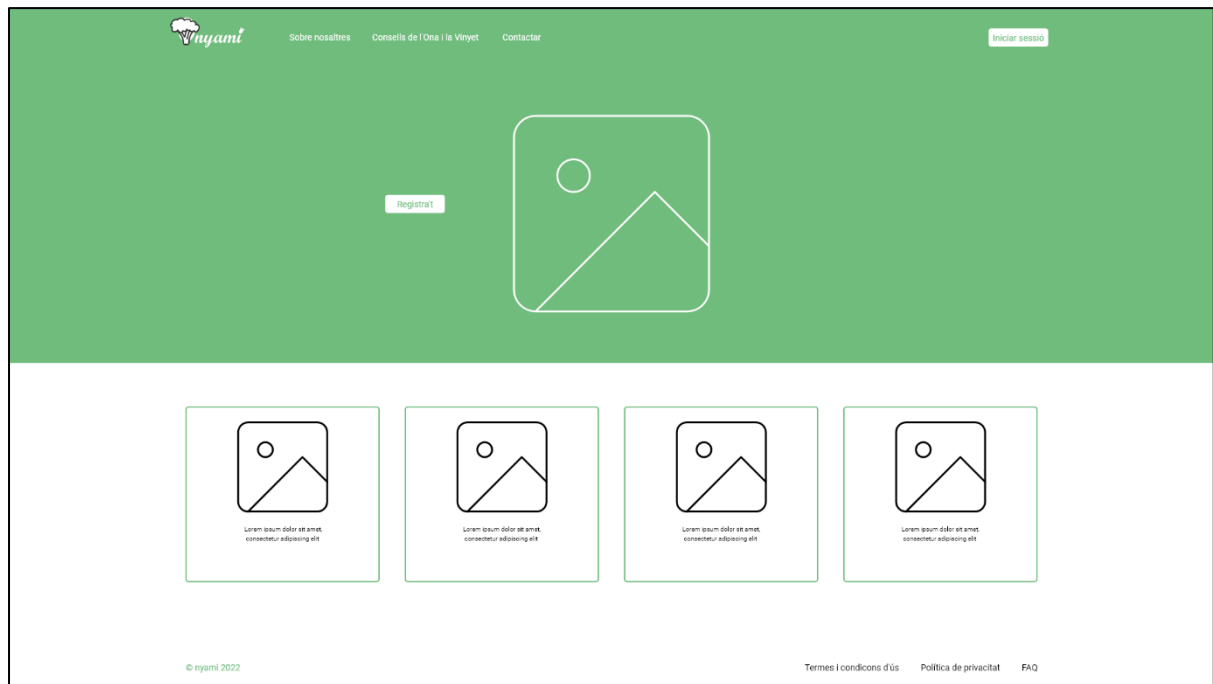 nyami
Sobre nosaltres
Consells de l'Ona i la Vinyet
Contactar
Iniciar sessió
Registra't
Lorem ipsum dolor sit amet,
consectetur adipiscing elit
Lorem ipsum dolor sit amet,
consectetur adipiscing elit
Lorem ipsum dolor sit amet,
consectetur adipiscing elit
Lorem ipsum dolor sit amet,
consectetur adipiscing elit
© nyami 2022
Termes i condicons d'ús
Política de privacitat
FAQ